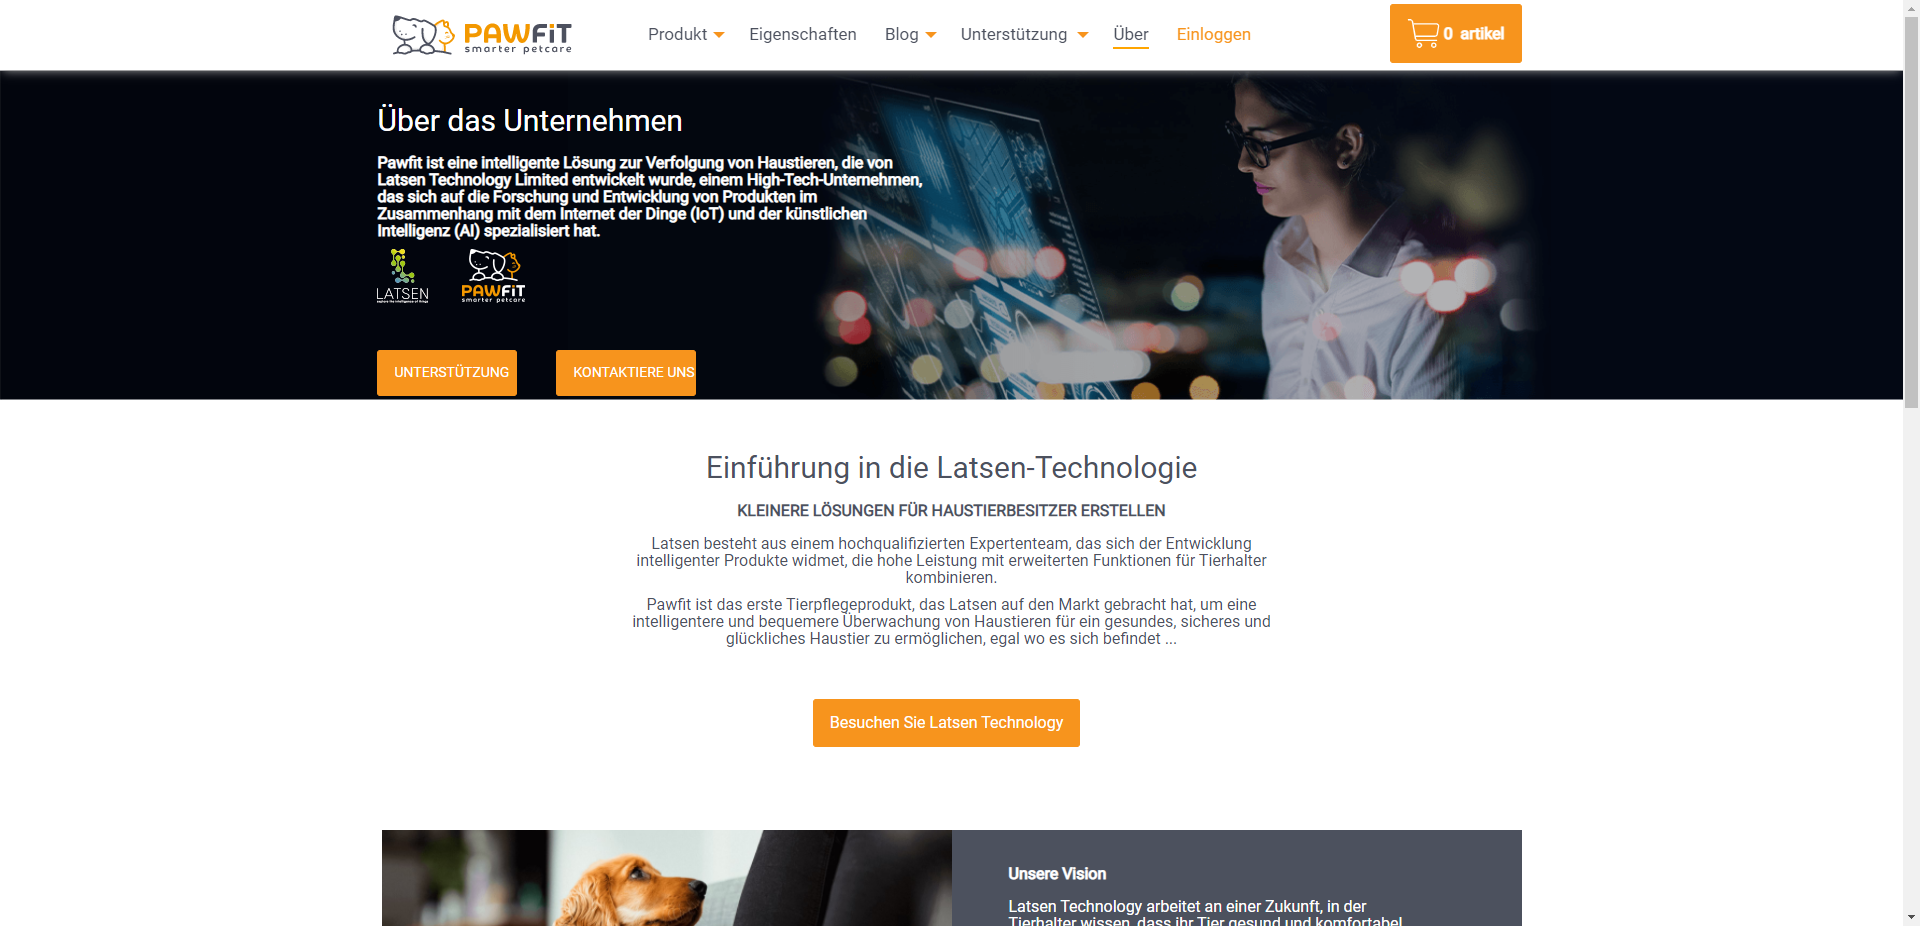 PAWFiT
smarter petcare
Produkt
Eigenschaften
Blog
Unterstützung
Über
Einloggen
0 artikel
Über das Unternehmen
Pawfit ist eine intelligente Lösung zur Verfolgung von Haustieren, die von
Latsen Technology Limited entwickelt wurde, einem High-Tech-Unternehmen,
das sich auf die Forschung und Entwicklung von Produkten im
Zusammenhang mit dem Internet der Dinge (IoT) und der künstlichen
Intelligenz (AI) spezialisiert hat.
LATSEN
PAWFiT
smarter petcare
UNTERSTÜTZUNG
KONTAKTIERE UNS
Einführung in die Latsen-Technologie
KLEINERE LÖSUNGEN FÜR HAUSTIERBESITZER ERSTELLEN
Latsen besteht aus einem hochqualifizierten Expertenteam, das sich der Entwicklung
intelligenter Produkte widmet, die hohe Leistung mit erweiterten Funktionen für Tierhalter
kombinieren.
Pawfit ist das erste Tierpflegeprodukt, das Latsen auf den Markt gebracht hat, um eine
intelligentere und bequemere Überwachung von Haustieren für ein gesundes, sicheres und
glückliches Haustier zu ermöglichen, egal wo es sich befindet ...
Besuchen Sie Latsen Technology
Unsere Vision
Latsen Technology arbeitet an einer Zukunft, in der
Tierhalter wissen, dass ihr Tier gesund und komfortabel